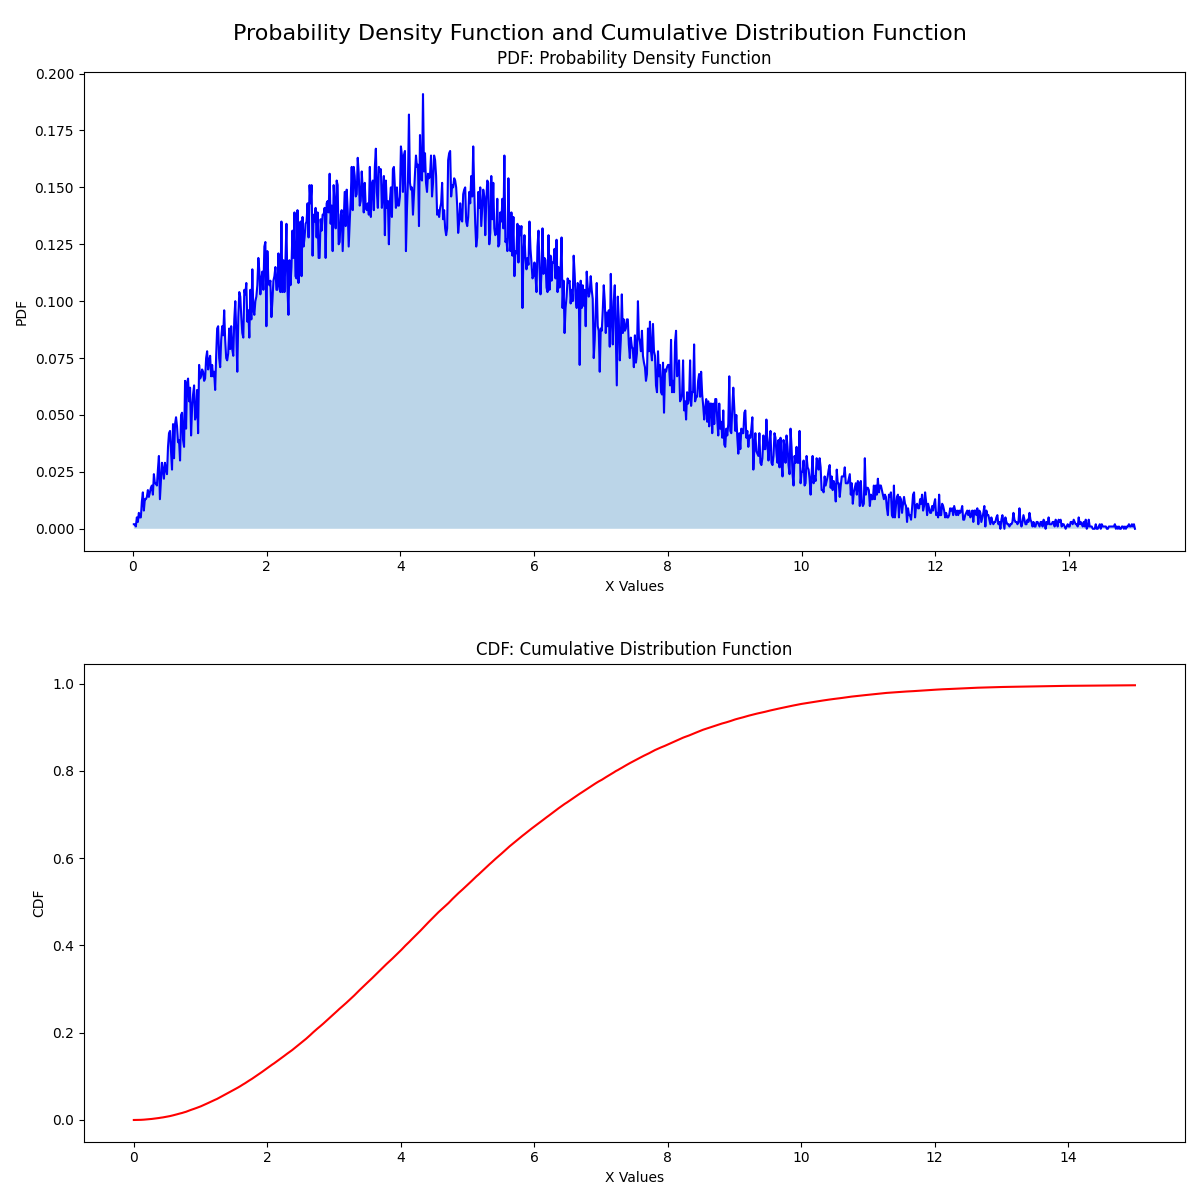 Probability Density Function and Cumulative Distribution Function
PDF: Probability Density Function
0.200
0.175
0.150
0.125
0.100
0.075
0.050
0.025
0.000
PDF
0 2 4 6 8 10 12 14
X Values
CDF: Cumulative Distribution Function
1.0
0.8
0.6
0.4
0.2
0.0
CDF
0 2 4 6 8 10 12 14
X Values